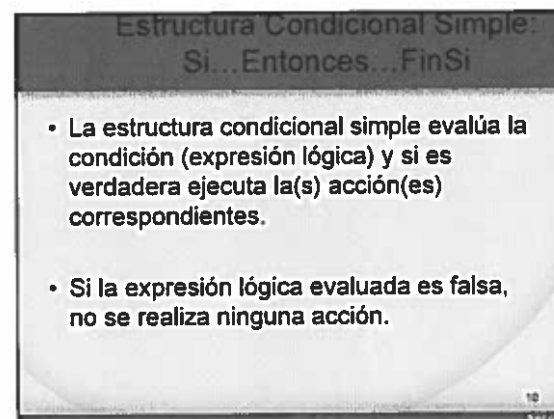 Estructura Condicional Simple:
Si...Entonces...FinSi
• La estructura condicional simple evalúa la
condición (expresión lógica) y si es
verdadera ejecuta la(s) acción(es)
correspondientes.
• Si la expresión lógica evaluada es falsa,
no se realiza ninguna acción.
10